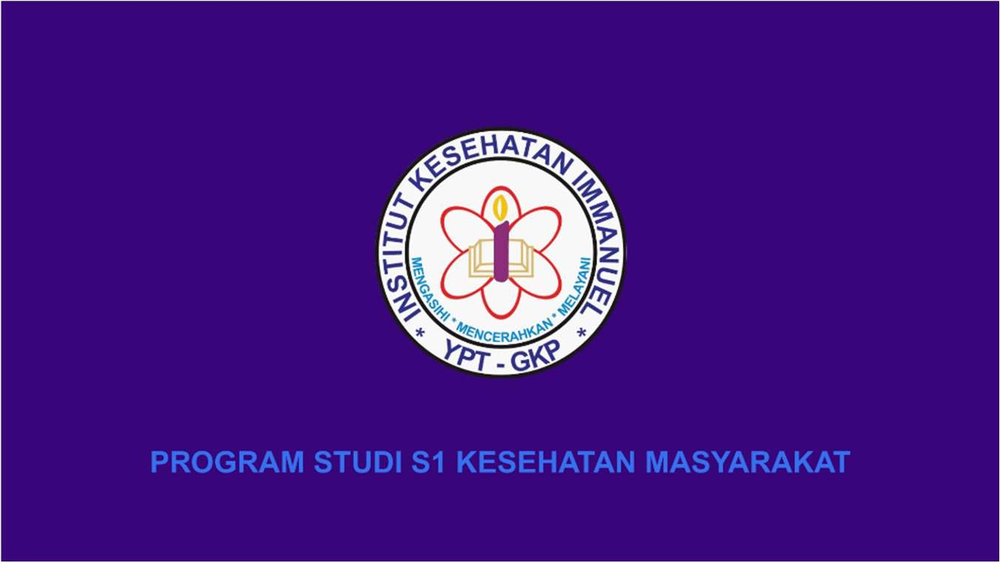 INSTITUT KESEHATAN IMMANUEL
MENGASIHI * MENCERAHKAN * MELAYANI
* YPT - GKP *
PROGRAM STUDI S1 KESEHATAN MASYARAKAT